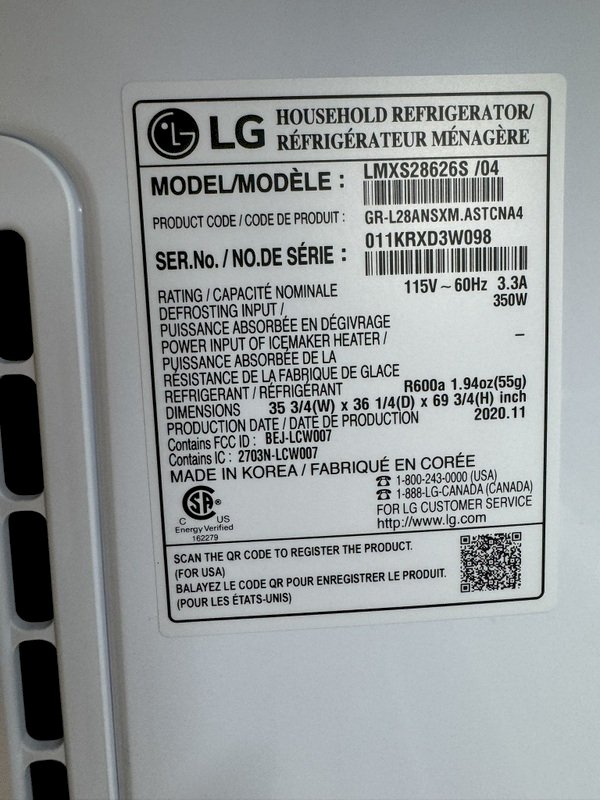 LG HOUSEHOLD REFRIGERATOR/
RÉFRIGÉRATEUR MÉNAGÈRE
MODEL/MODÈLE : LMXS28626S /04
PRODUCT CODE / CODE DE PRODUIT : GR-L28ANSXM.ASTCNA4
SER.No. / NO.DE SÉRIE : 011KRXD3W098
RATING / CAPACITÉ NOMINALE 115V ~ 60Hz 3.3A
DEFROSTING INPUT / 350W
PUISSANCE ABSORBÉE EN DÉGIVRAGE
POWER INPUT OF ICEMAKER HEATER / –
PUISSANCE ABSORBÉE DE LA
RÉSISTANCE DE LA FABRIQUE DE GLACE
REFRIGERANT / RÉFRIGÉRANT R600a 1.94oz(55g)
DIMENSIONS 35 3/4(W) x 36 1/4(D) x 69 3/4(H) inch
PRODUCTION DATE / DATE DE PRODUCTION 2020.11
Contains FCC ID : BEJ-LCW007
Contains IC : 2703N-LCW007
MADE IN KOREA / FABRIQUÉ EN CORÉE
☎ 1-800-243-0000 (USA)
☎ 1-888-LG-CANADA (CANADA)
FOR LG CUSTOMER SERVICE
http://www.lg.com
CSA®
C US
Energy Verified
162279
SCAN THE QR CODE TO REGISTER THE PRODUCT.
(FOR USA)
BALAYEZ LE CODE QR POUR ENREGISTRER LE PRODUIT.
(POUR LES ÉTATS-UNIS)